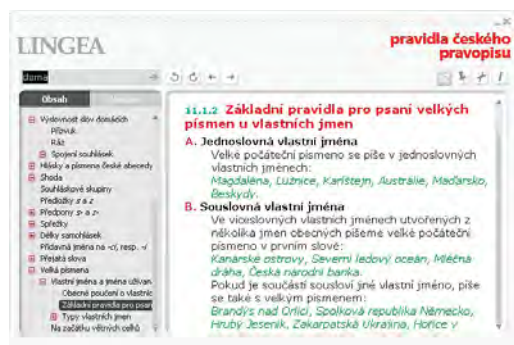 LINGEA
pravidla českého
pravopisu
doma
Obsah
Výslovnost slov domácích
Přízvuk
Ráz
Spojení souhlásek
Hlásky a písmena české abecedy
Shoda
Souhláskové skupiny
Předložky s a z
Předpony s- a z-
Spřežky
Délky samohlásek
Přídavná jména na -cí, resp. -í
Přejatá slova
Velká písmena
Vlastní jména a jména užívan
Obecné poučení o vlastníc
Základní pravidla pro psaní
Typy vlastních jmen
Na začátku větných celků
11.1.2 Základní pravidla pro psaní velkých
písmen u vlastních jmen
A. Jednoslovná vlastní jména
Velké počáteční písmeno se píše v jednoslovných
vlastních jménech:
Magdaléna, Lužnice, Karlštejn, Austrálie, Maďarsko,
Beskydy.
B. Souslovná vlastní jména
Ve víceslovných vlastních jménech utvořených z
několika jmen obecných píšeme velké počáteční
písmeno v prvním slově:
Kanárské ostrovy, Severní ledový oceán, Mléčná
dráha, Česká národní banka.
Pokud je součástí sousloví jiné vlastní jméno, píše
se také s velkým písmenem:
Brandýs nad Orlicí, Spolková republika Německo,
Hrubý Jeseník, Zakarpatská Ukrajina, Hořice v